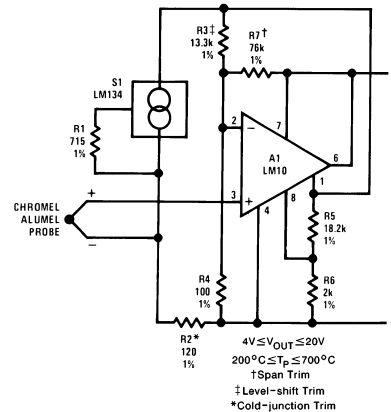 R3‡
13.3k
1%
R7†
76k
1%
S1
LM134
R1
715
1%
2
−
7
A1
LM10
6
1
CHROMEL
ALUMEL
PROBE
+
−
3
+
4
8
R5
18.2k
1%
R4
100
1%
R6
2k
1%
R2*
120
1%
4V≤VOUT≤20V
200°C≤TP≤700°C
†Span Trim
‡Level-shift Trim
*Cold-junction Trim